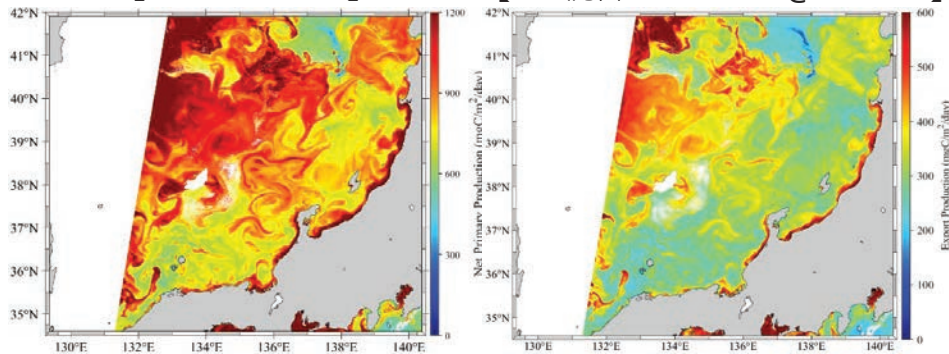 42°N
41°N
40°N
39°N
38°N
37°N
36°N
35°N
130°E 132°E 134°E 136°E 138°E 140°E
1200
900
600
300
0
Net Primary Production (mgC/m²/day)
42°N
41°N
40°N
39°N
38°N
37°N
36°N
35°N
130°E 132°E 134°E 136°E 138°E 140°E
600
500
400
300
200
100
0
Export Production (mgC/m²/day)